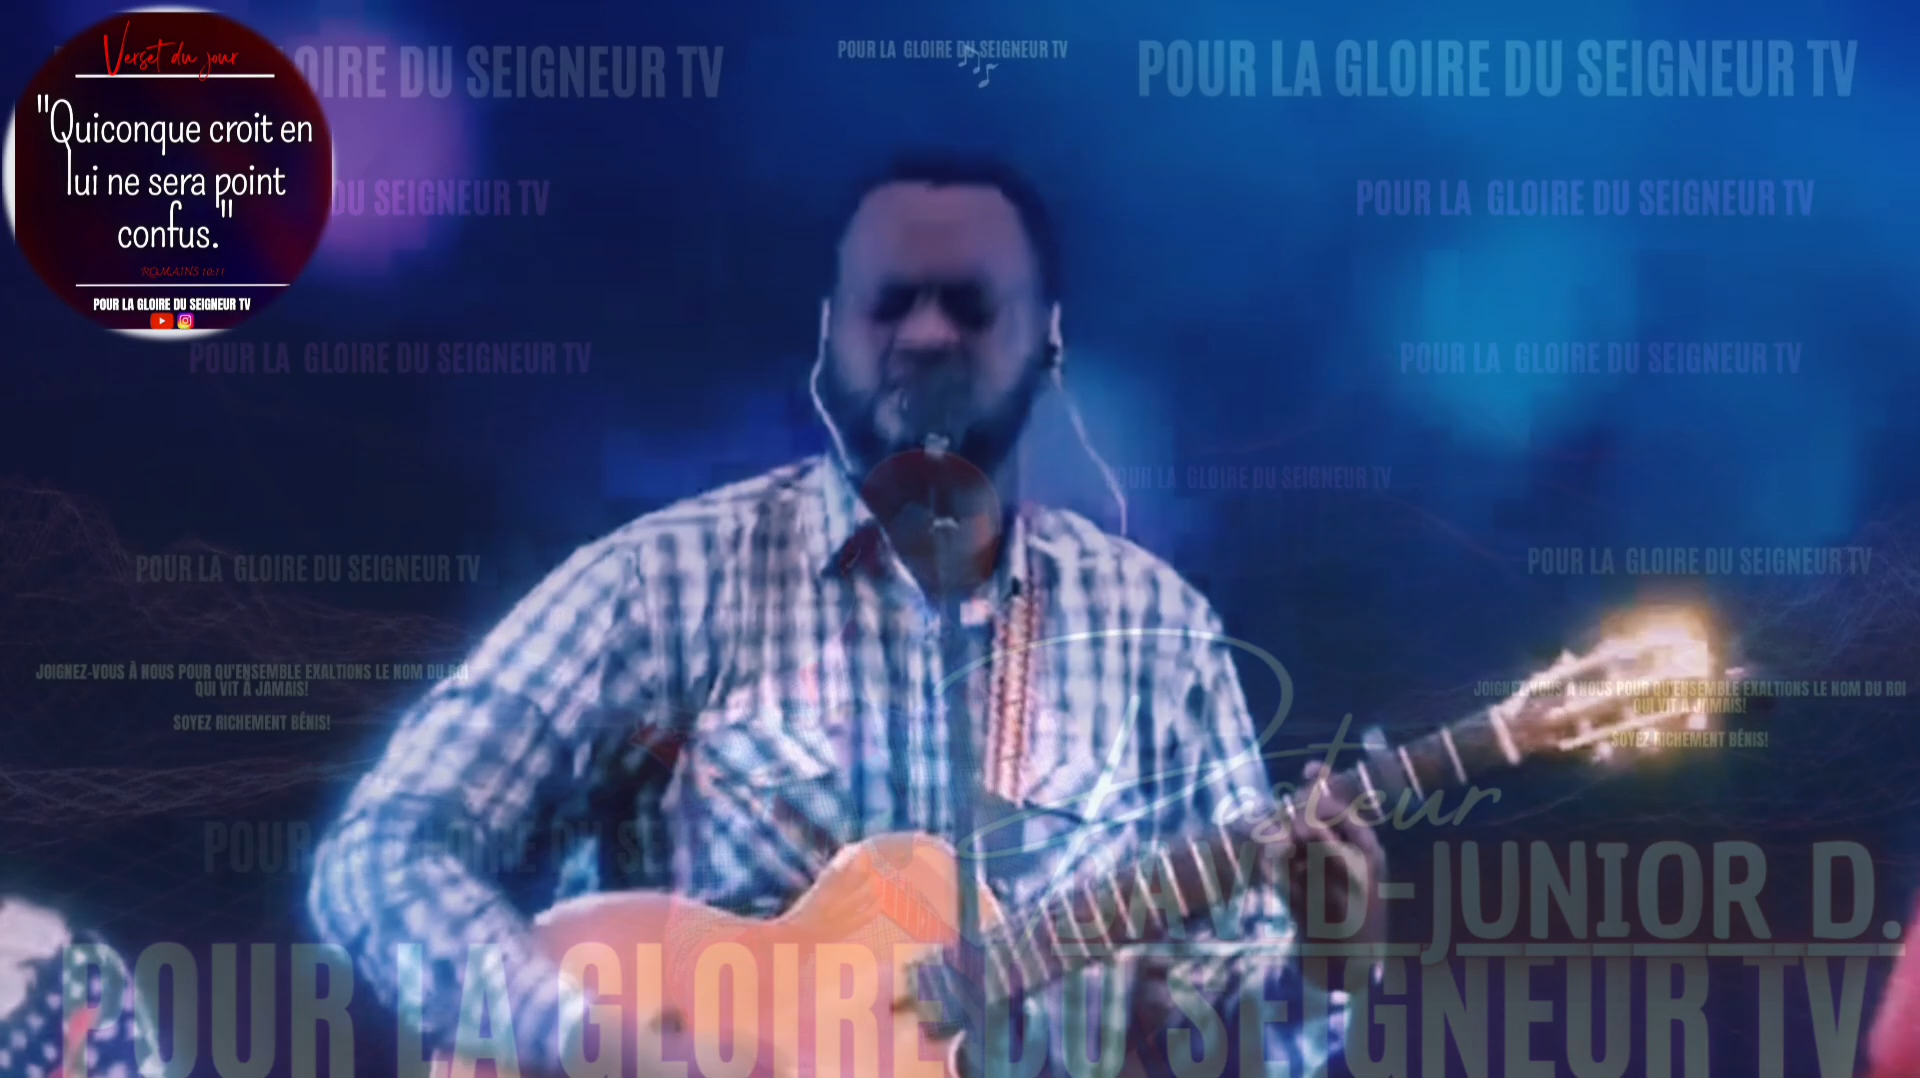 Verset du jour
"Quiconque croit en
lui ne sera point
confus."
ROMAINS 10:11
POUR LA GLOIRE DU SEIGNEUR TV
OIRE DU SEIGNEUR TV
POUR LA GLOIRE DU SEIGNEUR TV
POUR LA GLOIRE DU SEIGNEUR TV
DU SEIGNEUR TV
POUR LA GLOIRE DU SEIGNEUR TV
POUR LA GLOIRE DU SEIGNEUR TV
POUR LA GLOIRE DU SEIGNEUR TV
POUR LA GLOIRE DU SEIGNEUR TV
POUR LA GLOIRE DU SEIGNEUR TV
POUR LA GLOIRE DU SEIGNEUR TV
JOIGNEZ-VOUS À NOUS POUR QU'ENSEMBLE EXALTIONS LE NOM DU ROI
QUI VIT À JAMAIS!
SOYEZ RICHEMENT BÉNIS!
JOIGNEZ-VOUS À NOUS POUR QU'ENSEMBLE EXALTIONS LE NOM DU ROI
QUI VIT À JAMAIS!
SOYEZ RICHEMENT BÉNIS!
Pasteur
DAVID-JUNIOR D.
POUR LA GLOIRE DU SE
POUR LA GLOIRE DU SEIGNEUR TV